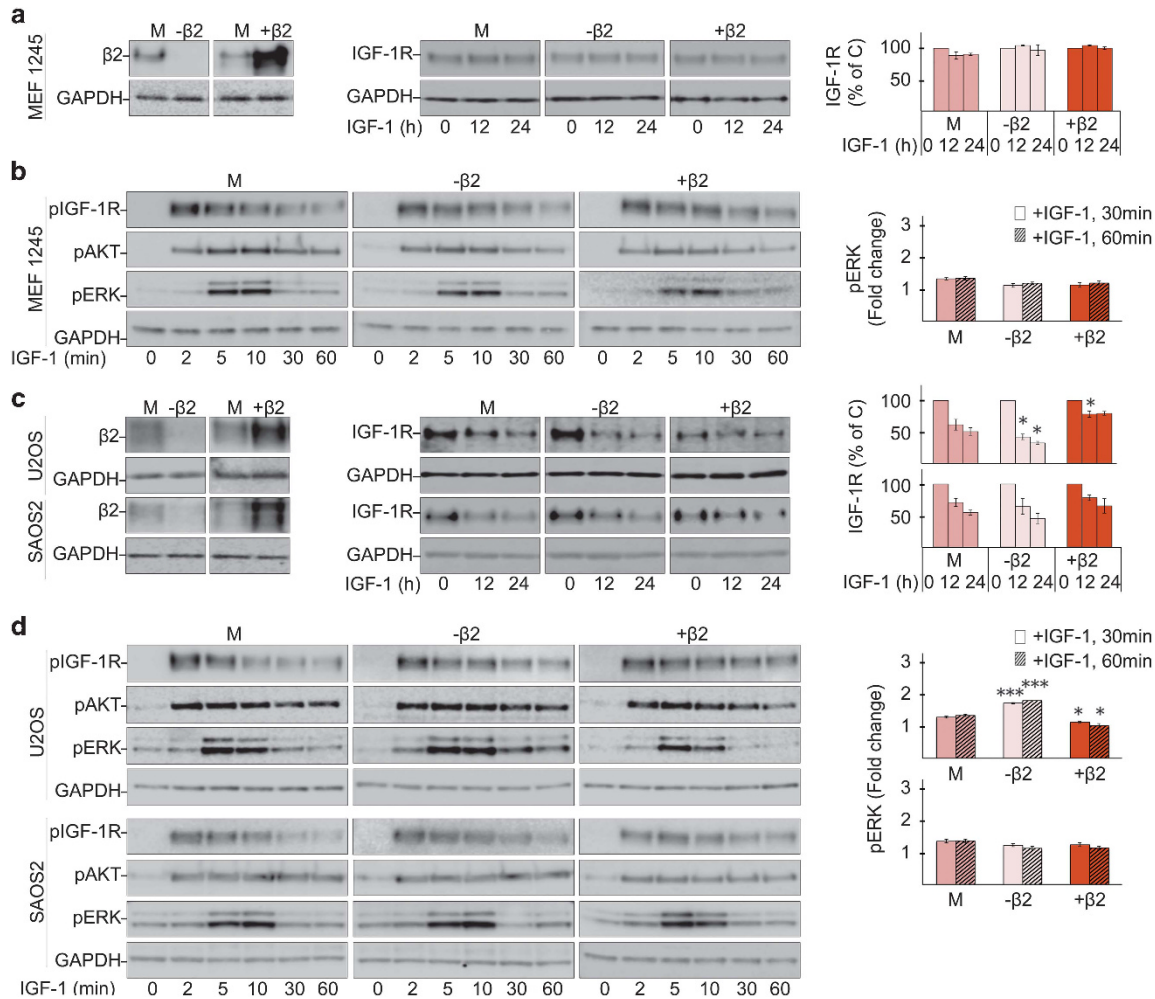 a
MEF 1245
M -β2 M +β2
β2
GAPDH
M -β2 +β2
IGF-1R
GAPDH
IGF-1 (h) 0 12 24 0 12 24 0 12 24
IGF-1R
(% of C)
100
50
M -β2 +β2
IGF-1 (h) 0 12 24 0 12 24 0 12 24
b
MEF 1245
M -β2 +β2
pIGF-1R
pAKT
pERK
GAPDH
IGF-1 (min) 0 2 5 10 30 60 0 2 5 10 30 60 0 2 5 10 30 60
pERK
(Fold change)
3
2
1
+IGF-1, 30min
+IGF-1, 60min
M -β2 +β2
c
U2OS
M -β2 M +β2
β2
GAPDH
SAOS2
β2
GAPDH
M -β2 +β2
IGF-1R
GAPDH
IGF-1R
GAPDH
IGF-1 (h) 0 12 24 0 12 24 0 12 24
IGF-1R (% of C)
100
50
* * *
100
50
M -β2 +β2
IGF-1 (h) 0 12 24 0 12 24 0 12 24
d
U2OS
M -β2 +β2
pIGF-1R
pAKT
pERK
GAPDH
SAOS2
pIGF-1R
pAKT
pERK
GAPDH
IGF-1 (min) 0 2 5 10 30 60 0 2 5 10 30 60 0 2 5 10 30 60
pERK (Fold change)
+IGF-1, 30min
+IGF-1, 60min
3
2
1
*** *** * *
M -β2 +β2
3
2
1
M -β2 +β2